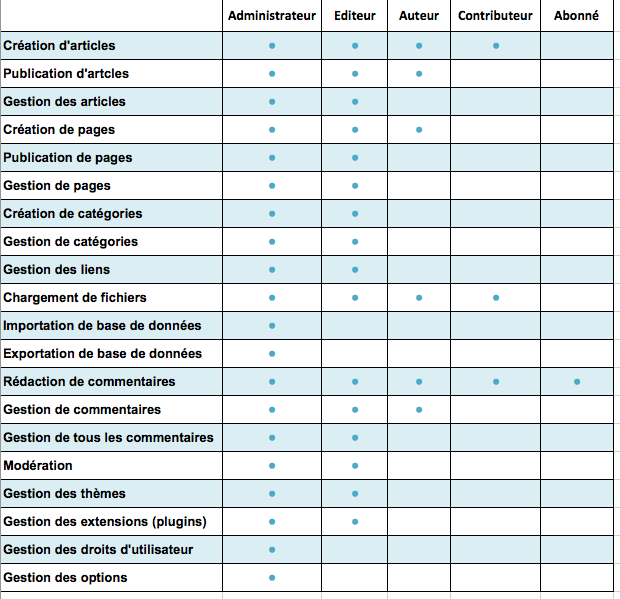 Administrateur Editeur Auteur Contributeur Abonné
Création d'articles • • • •
Publication d'artcles • • •
Gestion des articles • •
Création de pages • • •
Publication de pages • •
Gestion de pages • •
Création de catégories • •
Gestion de catégories • •
Gestion des liens • •
Chargement de fichiers • • • •
Importation de base de données •
Exportation de base de données •
Rédaction de commentaires • • • • •
Gestion de commentaires • • •
Gestion de tous les commentaires • •
Modération • •
Gestion des thèmes • •
Gestion des extensions (plugins) • •
Gestion des droits d'utilisateur •
Gestion des options •